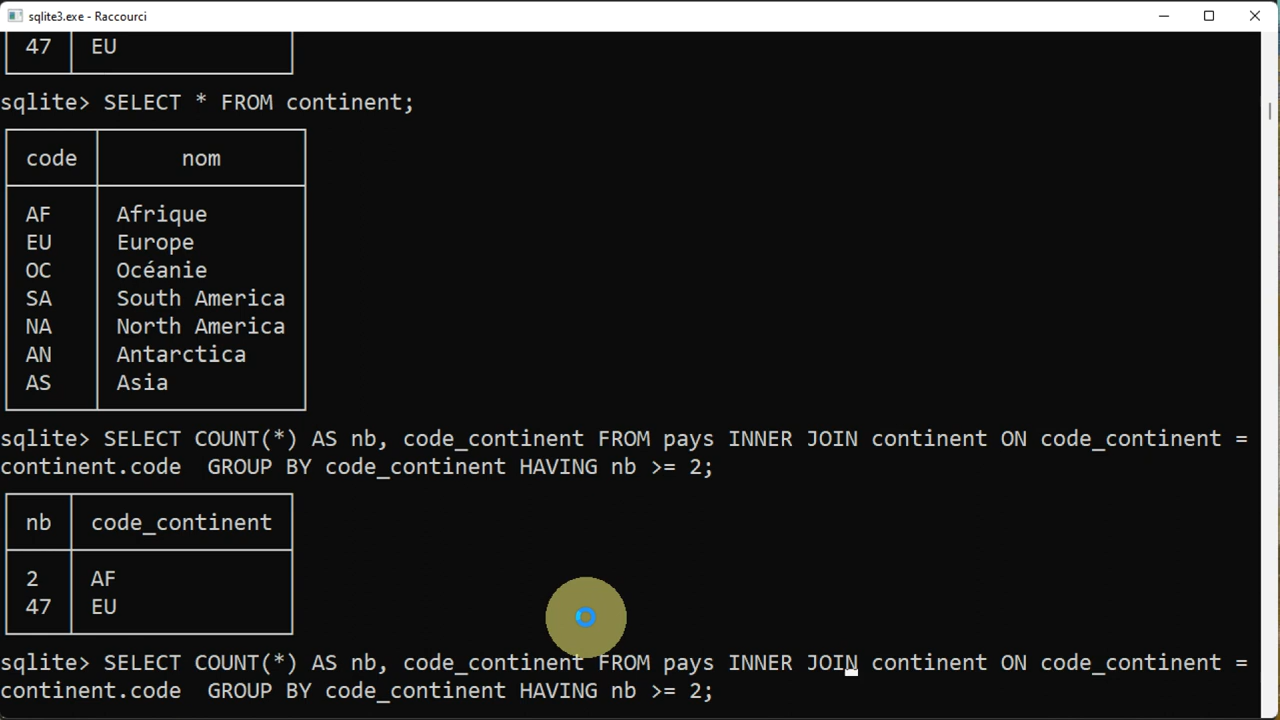 sqlite3.exe - Raccourci
47 EU
sqlite> SELECT * FROM continent;
code nom
AF Afrique
EU Europe
OC Océanie
SA South America
NA North America
AN Antarctica
AS Asia
sqlite> SELECT COUNT(*) AS nb, code_continent FROM pays INNER JOIN continent ON code_continent =
continent.code  GROUP BY code_continent HAVING nb >= 2;
nb code_continent
2 AF
47 EU
sqlite> SELECT COUNT(*) AS nb, code_continent FROM pays INNER JOIN continent ON code_continent =
continent.code  GROUP BY code_continent HAVING nb >= 2;